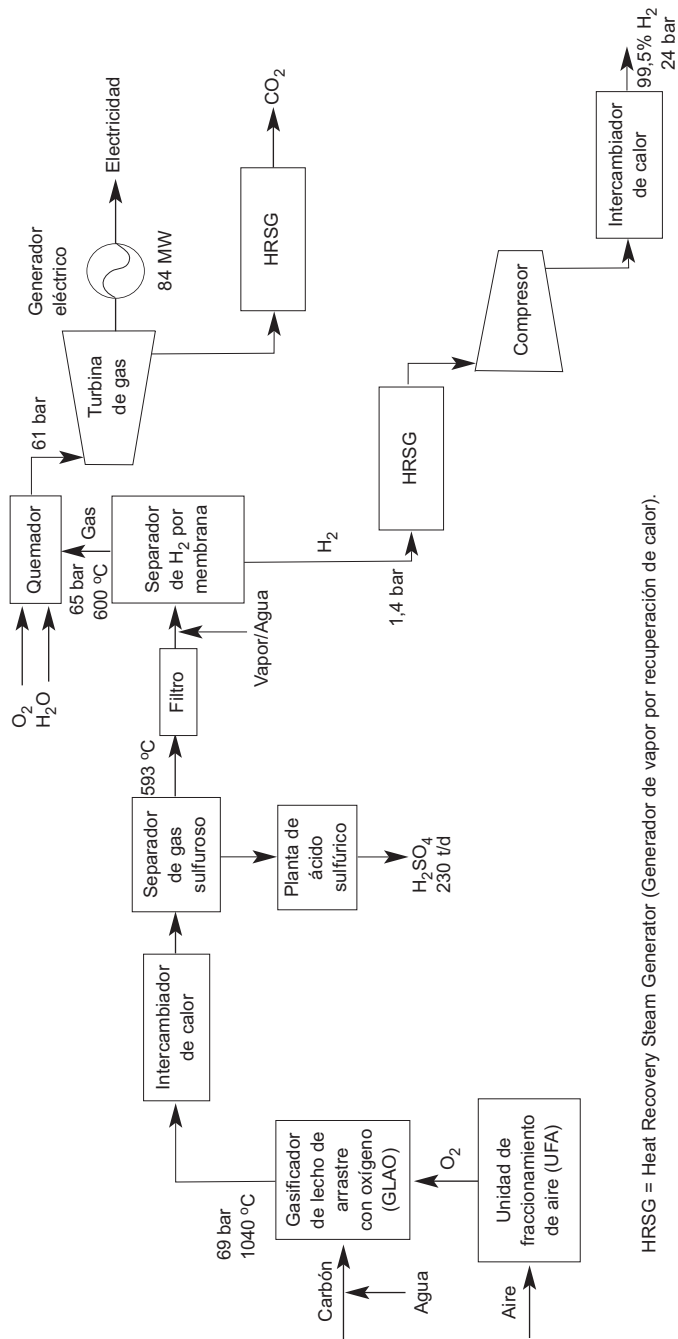 Aire
Unidad de
fraccionamiento
de aire (UFA)
O2
Carbón
Agua
Gasificador
de lecho de
arrastre
con oxígeno
(GLAO)
69 bar
1040 ºC
Intercambiador
de calor
Separador
de gas
sulfuroso
Planta de
ácido
sulfúrico
H2SO4
230 t/d
593 ºC
Filtro
Vapor/Agua
Separador
de H2 por
membrana
65 bar
600 ºC
Gas
O2
H2O
Quemador
61 bar
Turbina
de gas
Generador
eléctrico
84 MW
Electricidad
HRSG
CO2
H2
1,4 bar
HRSG
Compresor
Intercambiador
de calor
99,5% H2
24 bar
HRSG = Heat Recovery Steam Generator (Generador de vapor por recuperación de calor).